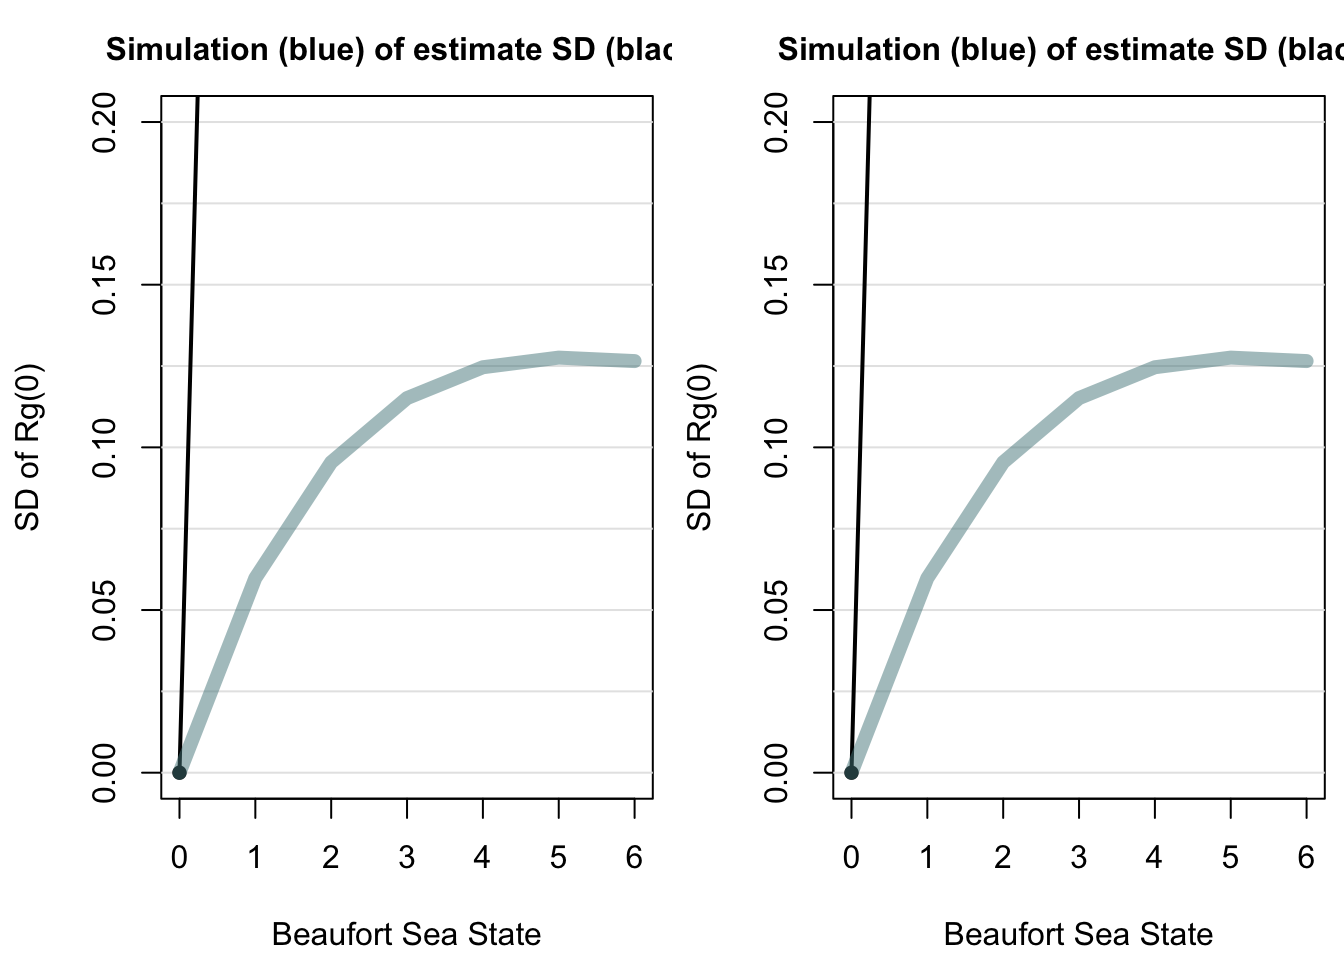 Simulation (blue) of estimate SD (blac
SD of Rg(0)
0.20
0.15
0.10
0.05
0.00
0 1 2 3 4 5 6
Beaufort Sea State
Simulation (blue) of estimate SD (blac
SD of Rg(0)
0.20
0.15
0.10
0.05
0.00
0 1 2 3 4 5 6
Beaufort Sea State